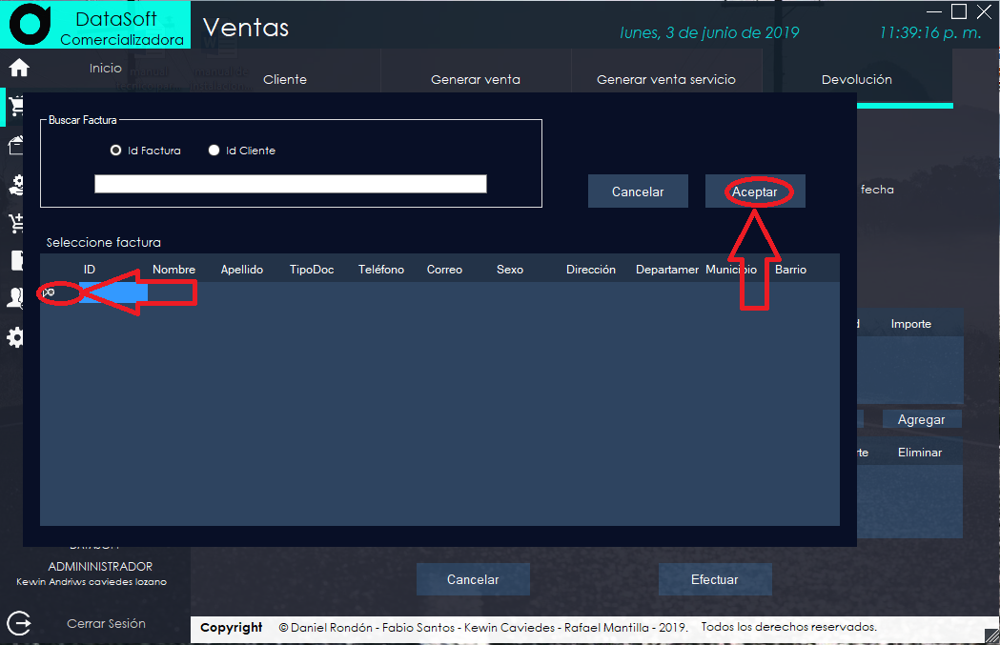 DataSoft
Comercializadora
Ventas
lunes, 3 de junio de 2019
11:39:16 p. m.
Inicio
Cliente
Generar venta
Generar venta servicio
Devolución
Buscar Factura
Id Factura
Id Cliente
Cancelar
Aceptar
fecha
Seleccione factura
ID Nombre Apellido TipoDoc Teléfono Correo Sexo Dirección Departamer Municipio Barrio
d Importe
Agregar
rte Eliminar
ADMININISTRADOR
Kewin Andriws caviedes lozano
Cancelar
Efectuar
Cerrar Sesión
Copyright © Daniel Rondón - Fabio Santos - Kewin Caviedes - Rafael Mantilla - 2019. Todos los derechos reservados.